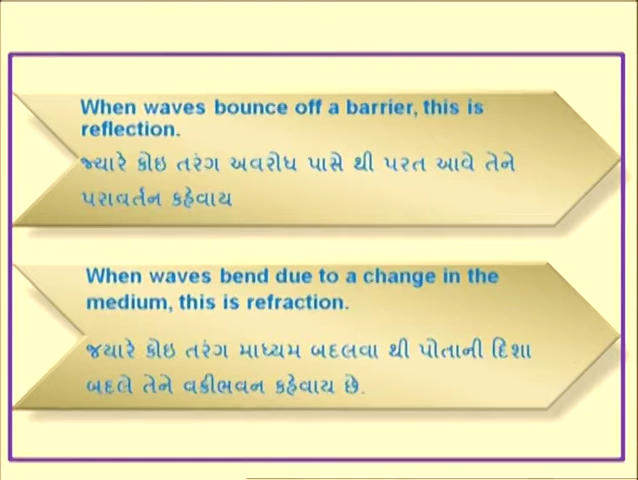 When waves bounce off a barrier, this is
reflection.
જ્યારે કોઇ તરંગ અવરોધ પાસે થી પરત આવે તેને
પરાવર્તન કહેવાય
When waves bend due to a change in the
medium, this is refraction.
જયારે કોઇ તરંગ માધ્યમ બદલવા થી પોતાની દિશા
બદલે તેને વકીભવન કહેવાય છે.